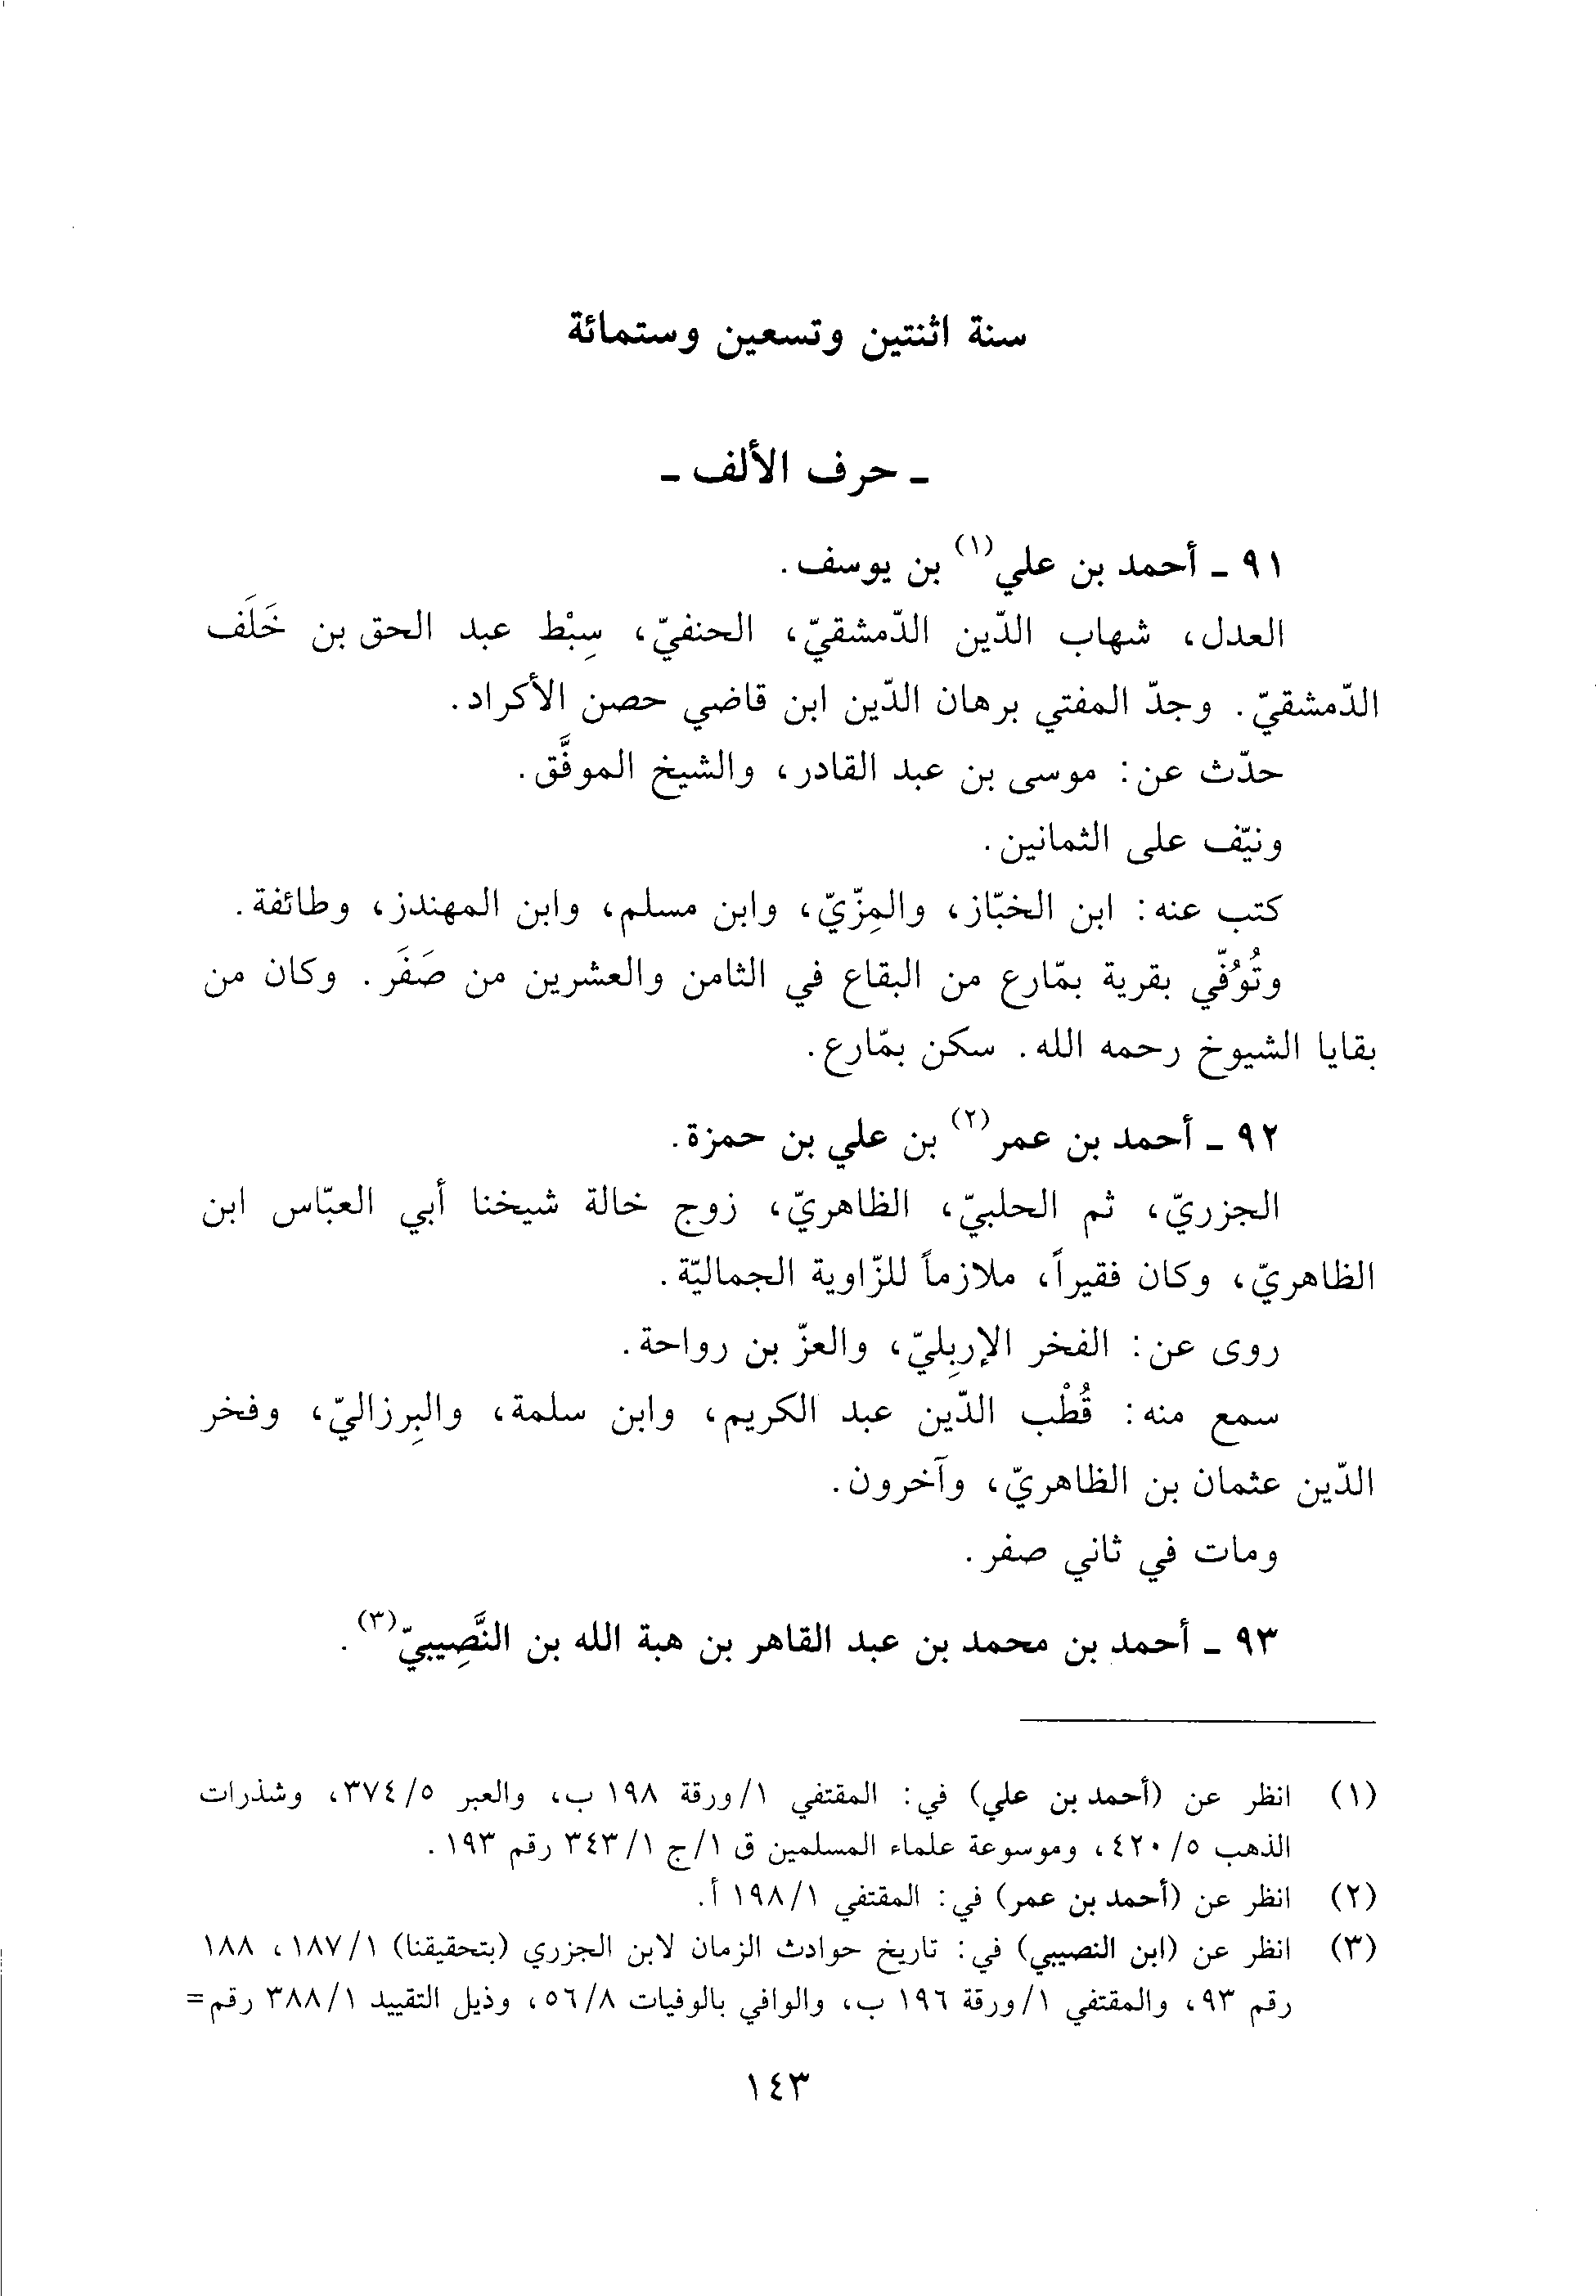 سنة اثنتين وتسعين وستمائة
ـ حرف الألف ـ
٩١ ـ أحمد بن علي(١) بن يوسف.
العدل، شهاب الدّين الدّمشقيّ، الحنفيّ، سِبْط عبد الحق بن خَلَف
الدّمشقيّ. وجدّ المفتي برهان الدّين ابن قاضي حصن الأكراد.
حدّث عن: موسى بن عبد القادر، والشيخ الموفَّق.
ونيّف على الثمانين.
كتب عنه: ابن الخبّاز، والمِزّيّ، وابن مسلم، وابن المهندز، وطائفة.
وتُوُفّي بقرية بمّارع من البقاع في الثامن والعشرين من صَفَر. وكان من
بقايا الشيوخ رحمه الله. سكن بمّارع.
٩٢ ـ أحمد بن عمر(٢) بن علي بن حمزة.
الجزريّ، ثم الحلبيّ، الظاهريّ، زوج خالة شيخنا أبي العبّاس ابن
الظاهريّ، وكان فقيراً، ملازماً للزّاوية الجماليّة.
روى عن: الفخر الإربِليّ، والعزّ بن رواحة.
سمع منه: قُطْب الدّين عبد الكريم، وابن سلمة، والبِرزاليّ، وفخر
الدّين عثمان بن الظاهريّ، وآخرون.
ومات في ثاني صفر.
٩٣ ـ أحمد بن محمد بن عبد القاهر بن هبة الله بن النَّصِيبيّ(٣).
(١) انظر عن (أحمد بن علي) في: المقتفي ١/ورقة ١٩٨ ب، والعبر ٣٧٤/٥، وشذرات
الذهب ٤٢٠/٥، وموسوعة علماء المسلمين ق ١/ج ٣٤٣/١ رقم ١٩٣.
(٢) انظر عن (أحمد بن عمر) في: المقتفي ١٩٨/١ أ.
(٣) انظر عن (ابن النصيبي) في: تاريخ حوادث الزمان لابن الجزري (بتحقيقنا) ١٨٧/١، ١٨٨
رقم ٩٣، والمقتفي ١/ورقة ١٩٦ ب، والوافي بالوفيات ٥٦/٨، وذيل التقييد ٣٨٨/١ رقم=
١٤٣